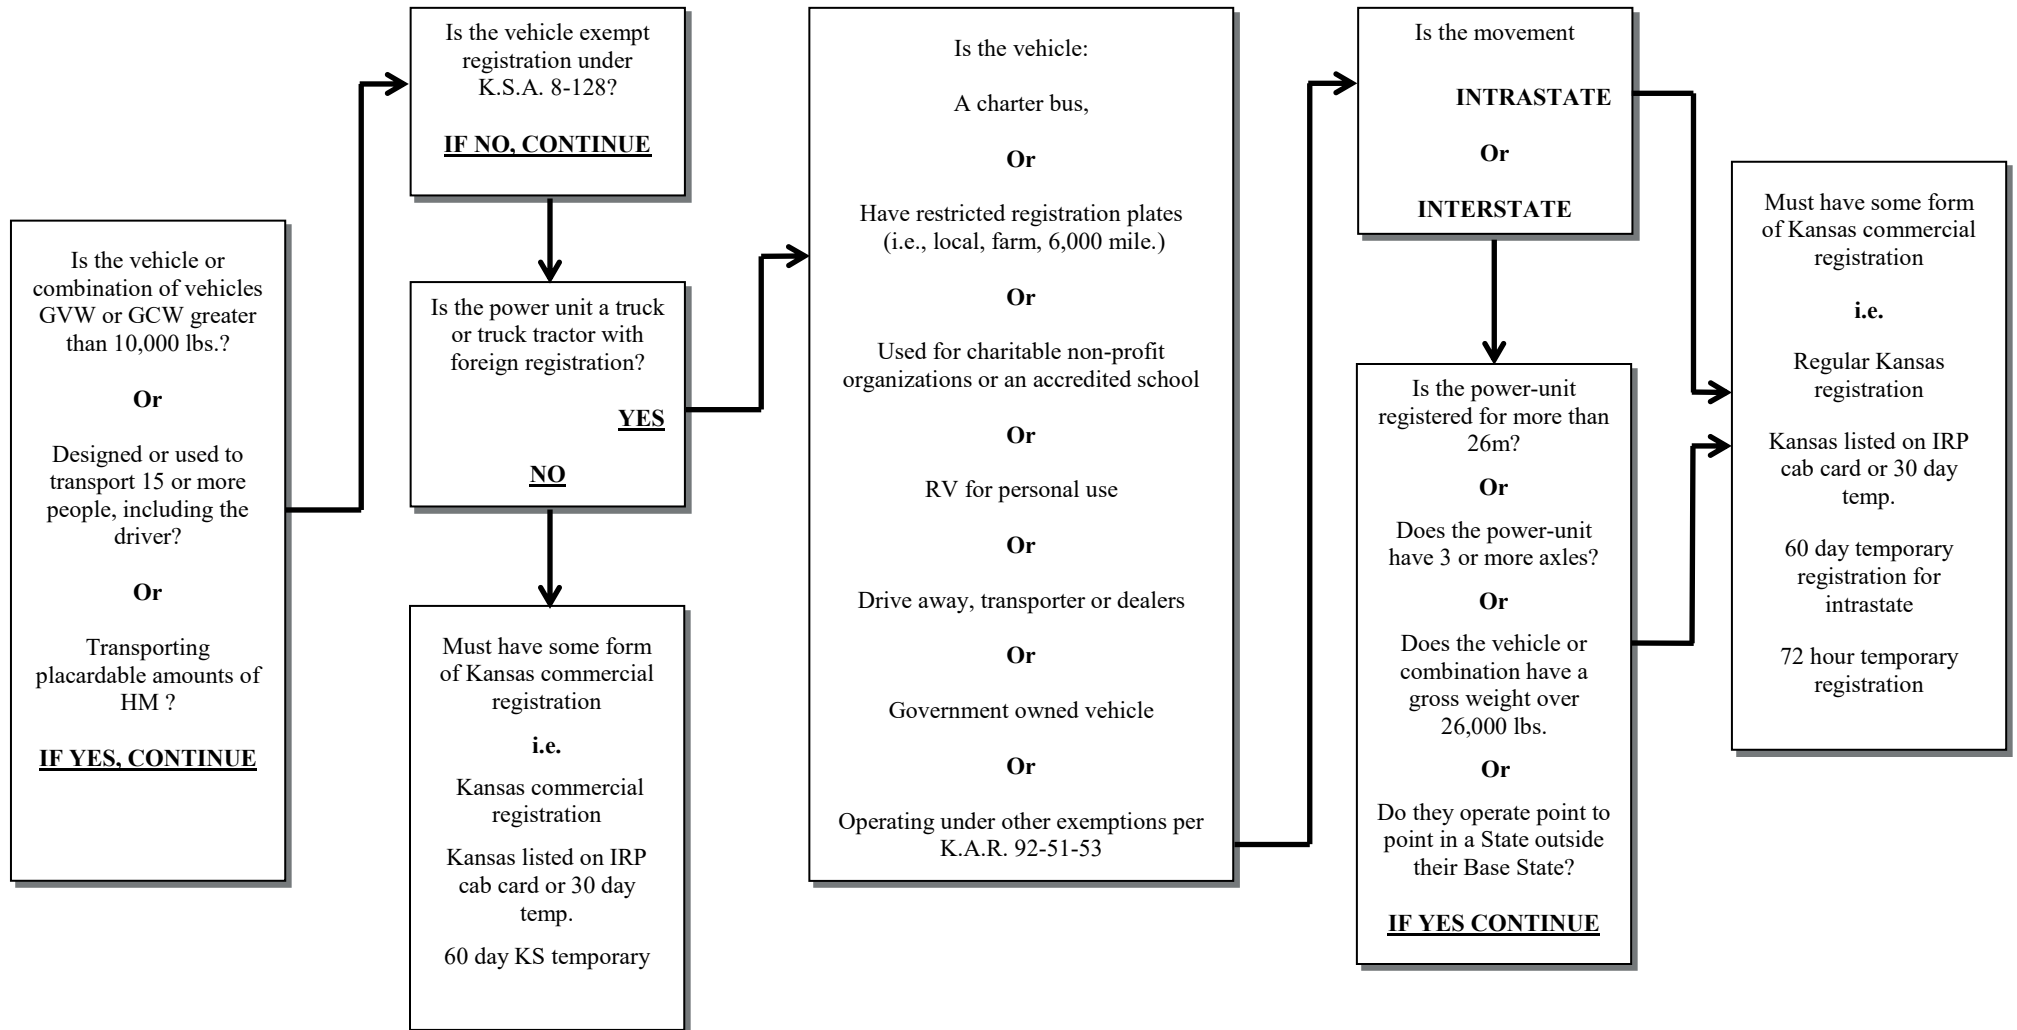 Is the vehicle or
combination of vehicles
GVW or GCW greater
than 10,000 lbs.?
Or
Designed or used to
transport 15 or more
people, including the
driver?
Or
Transporting
placardable amounts of
HM ?
IF YES, CONTINUE
Is the vehicle exempt
registration under
K.S.A. 8-128?
IF NO, CONTINUE
Is the power unit a truck
or truck tractor with
foreign registration?
YES
NO
Must have some form
of Kansas commercial
registration
i.e.
Kansas commercial
registration
Kansas listed on IRP
cab card or 30 day
temp.
60 day KS temporary
Is the vehicle:
A charter bus,
Or
Have restricted registration plates
(i.e., local, farm, 6,000 mile.)
Or
Used for charitable non-profit
organizations or an accredited school
Or
RV for personal use
Or
Drive away, transporter or dealers
Or
Government owned vehicle
Or
Operating under other exemptions per
K.A.R. 92-51-53
Is the movement
INTRASTATE
Or
INTERSTATE
Is the power-unit
registered for more than
26m?
Or
Does the power-unit
have 3 or more axles?
Or
Does the vehicle or
combination have a
gross weight over
26,000 lbs.
Or
Do they operate point to
point in a State outside
their Base State?
IF YES CONTINUE
Must have some form
of Kansas commercial
registration
i.e.
Regular Kansas
registration
Kansas listed on IRP
cab card or 30 day
temp.
60 day temporary
registration for
intrastate
72 hour temporary
registration